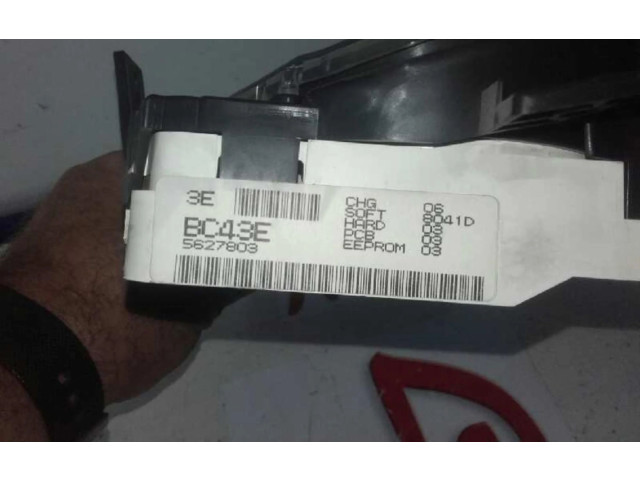 3E
BC43E
5627803
CHG 06
SOFT 8041D
HARD 03
PCB 03
EEPROM 03